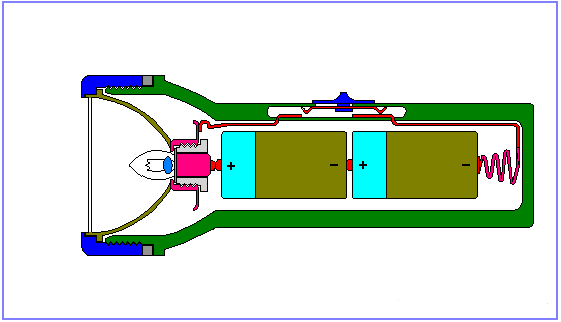 + − + −